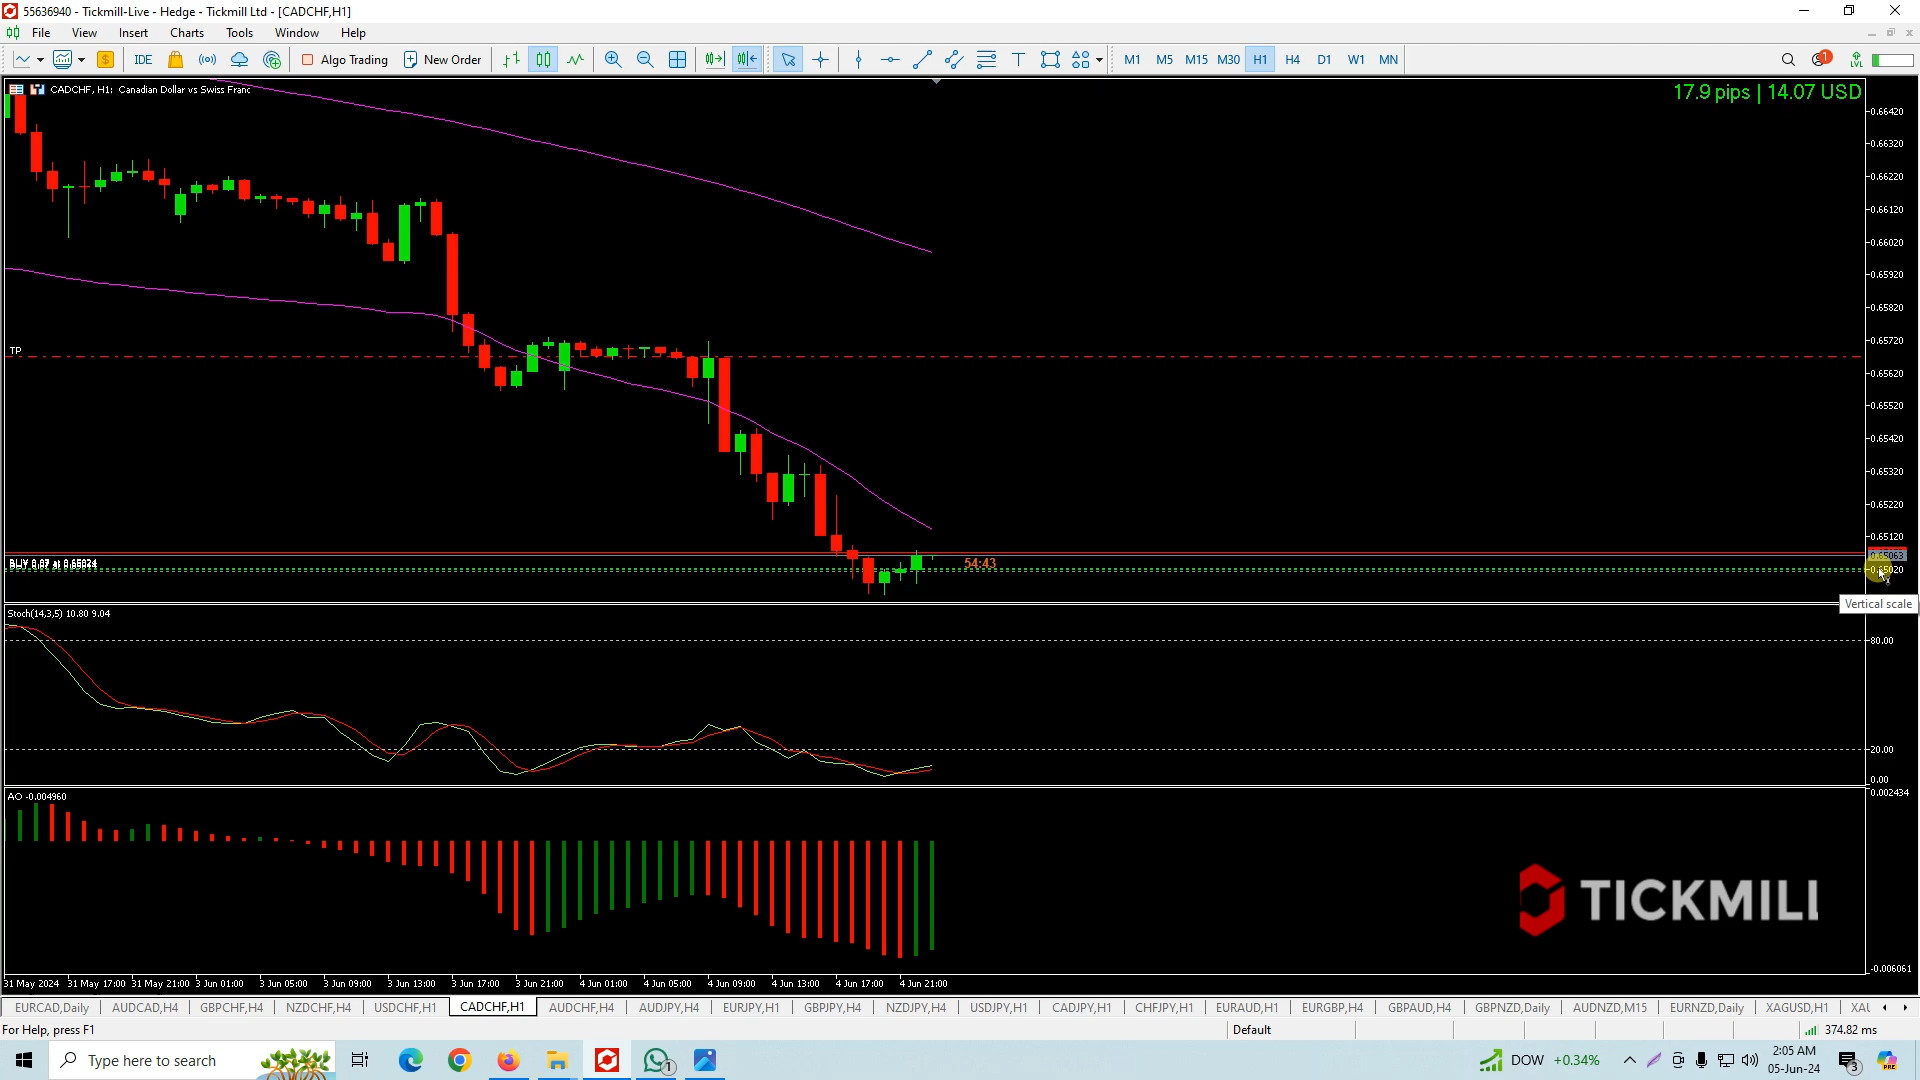 55636940 - Tickmill-Live - Hedge - Tickmill Ltd - [CADCHF,H1]
File View Insert Charts Tools Window Help
IDE Algo Trading New Order M1 M5 M15 M30 H1 H4 D1 W1 MN 1 LVL
CADCHF, H1: Canadian Dollar vs Swiss Franc
17.9 pips | 14.07 USD
0.66420
0.66320
0.66220
0.66120
0.66020
0.65920
0.65820
0.65720
TP
0.65620
0.65520
0.65420
0.65320
0.65220
0.65120
0.65063
54:43
0.65020
Vertical scale
Stoch(14,3,5) 10.80 9.04
80.00
20.00
0.00
AO -0.004960
0.002434
TICKMILL
-0.006061
31 May 2024 31 May 17:00 31 May 21:00 3 Jun 01:00 3 Jun 05:00 3 Jun 09:00 3 Jun 13:00 3 Jun 17:00 3 Jun 21:00 4 Jun 01:00 4 Jun 05:00 4 Jun 09:00 4 Jun 13:00 4 Jun 17:00 4 Jun 21:00
EURCAD,Daily AUDCAD,H4 GBPCHF,H4 NZDCHF,H4 USDCHF,H1 CADCHF,H1 AUDCHF,H4 AUDJPY,H4 EURJPY,H1 GBPJPY,H4 NZDJPY,H4 USDJPY,H1 CADJPY,H1 CHFJPY,H1 EURAUD,H1 EURGBP,H4 GBPAUD,H4 GBPNZD,Daily AUDNZD,M15 EURNZD,Daily XAGUSD,H1 XAU
For Help, press F1
Default
374.82 ms
Type here to search
1
DOW +0.34%
2:05 AM
05-Jun-24
3
PRE